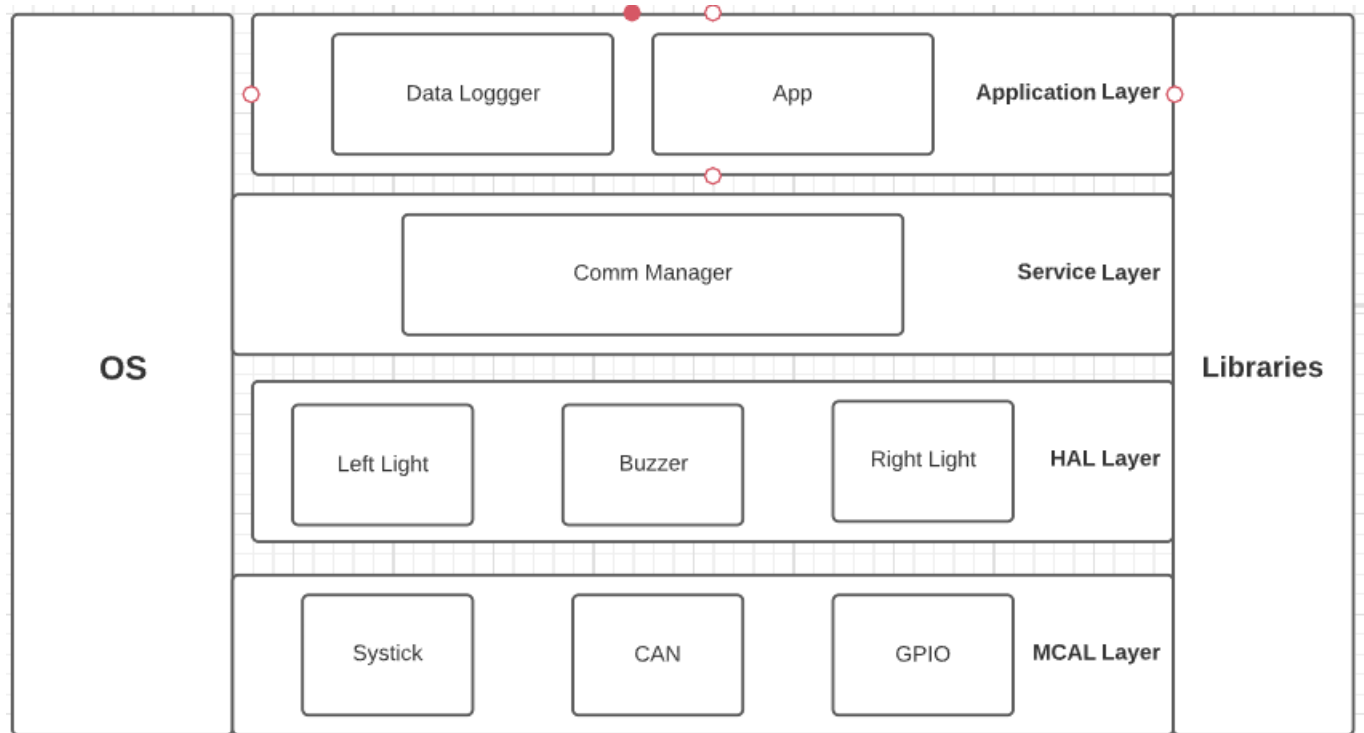 Data Loggger
App
Application Layer
Comm Manager
Service Layer
OS
Libraries
Left Light
Buzzer
Right Light
HAL Layer
Systick
CAN
GPIO
MCAL Layer